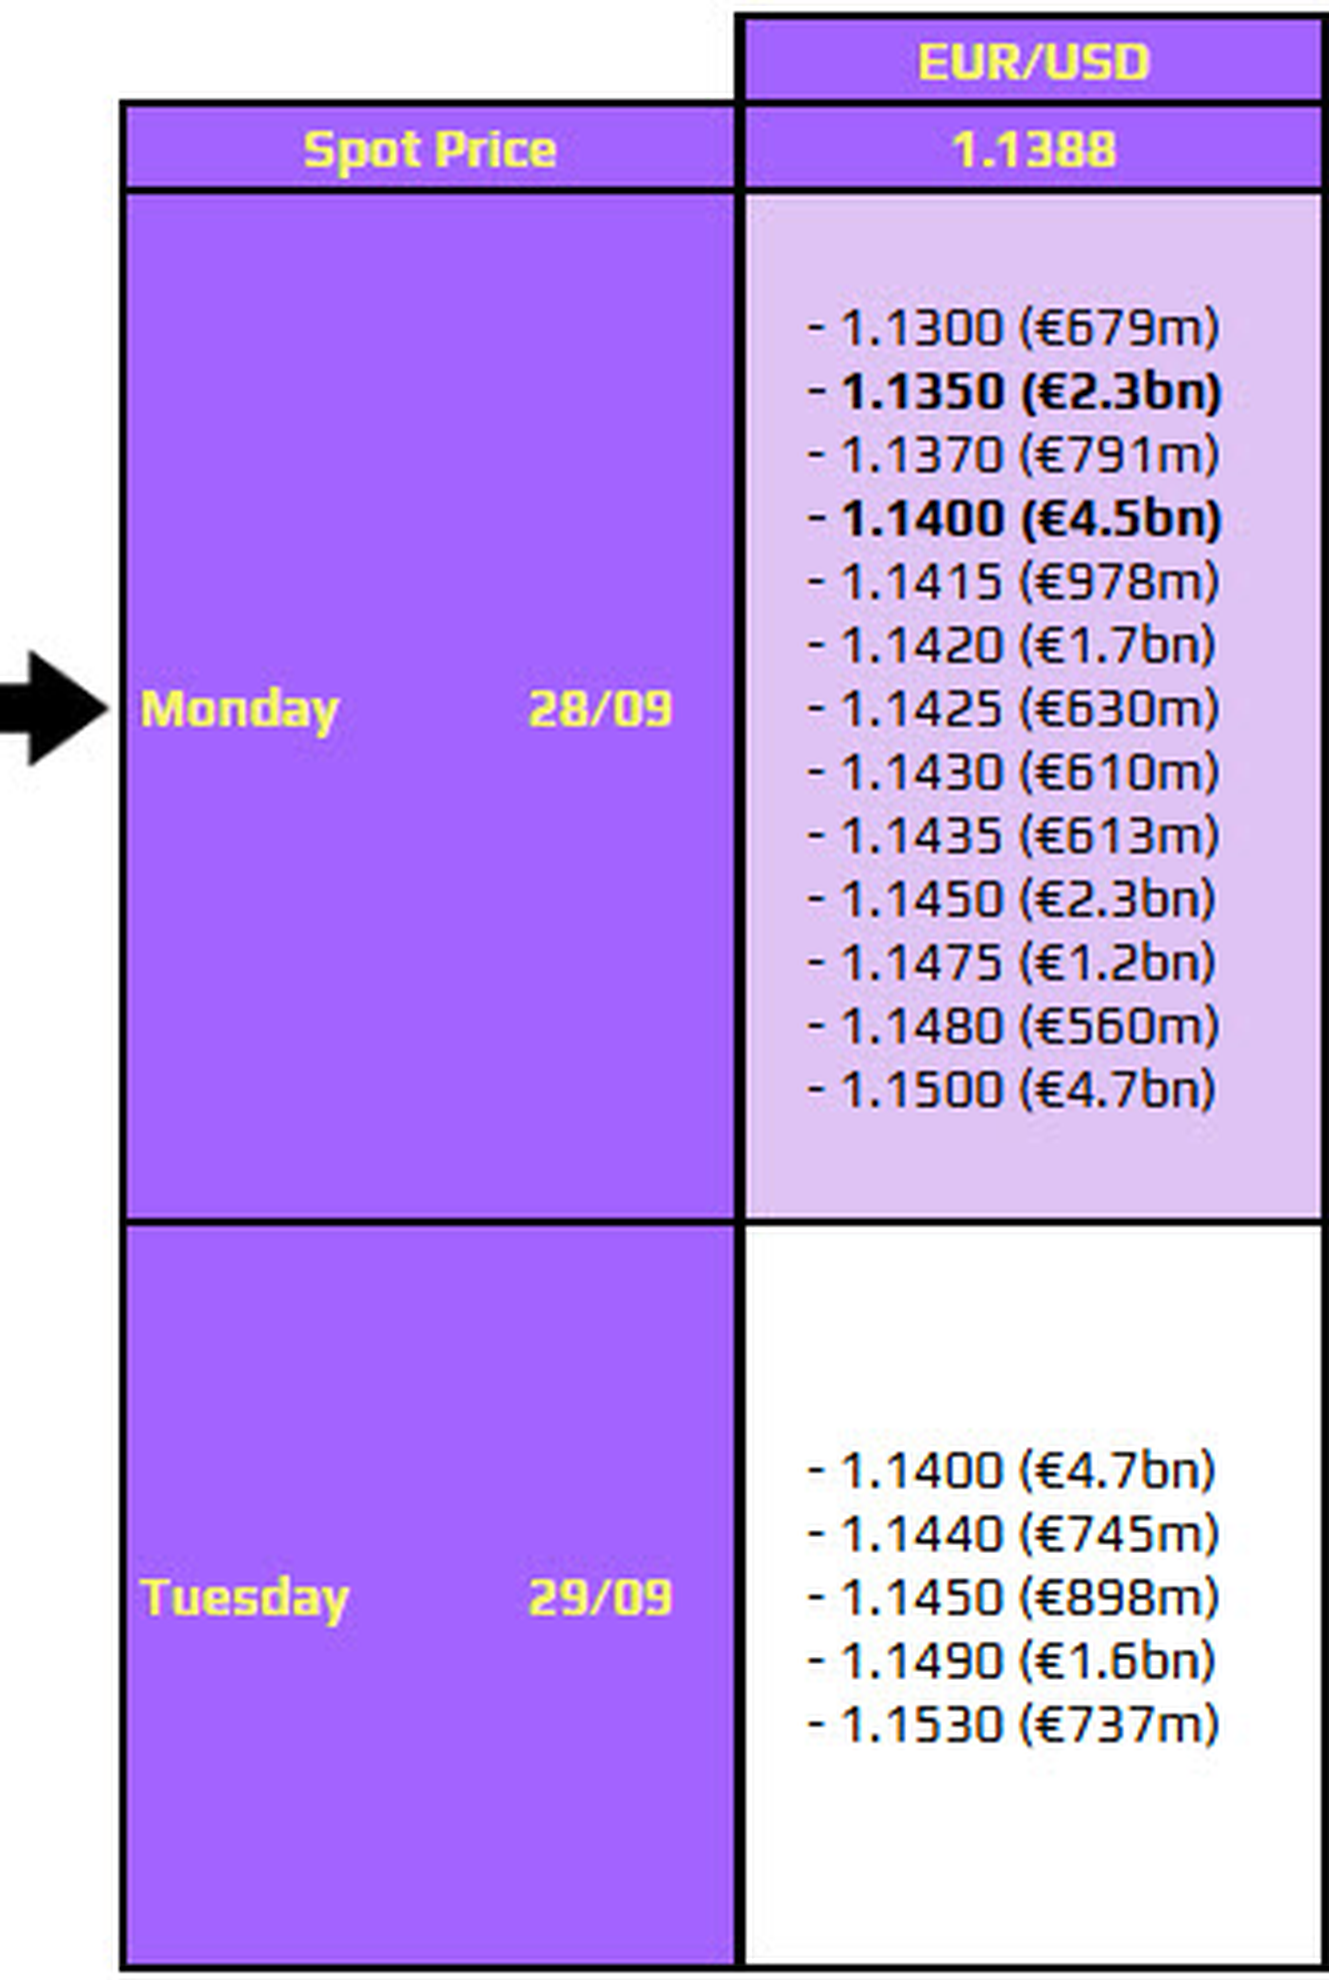 EUR/USD
Spot Price 1.1388
Monday 28/09
- 1.1300 (€679m)
- 1.1350 (€2.3bn)
- 1.1370 (€791m)
- 1.1400 (€4.5bn)
- 1.1415 (€978m)
- 1.1420 (€1.7bn)
- 1.1425 (€630m)
- 1.1430 (€610m)
- 1.1435 (€613m)
- 1.1450 (€2.3bn)
- 1.1475 (€1.2bn)
- 1.1480 (€560m)
- 1.1500 (€4.7bn)
Tuesday 29/09
- 1.1400 (€4.7bn)
- 1.1440 (€745m)
- 1.1450 (€898m)
- 1.1490 (€1.6bn)
- 1.1530 (€737m)